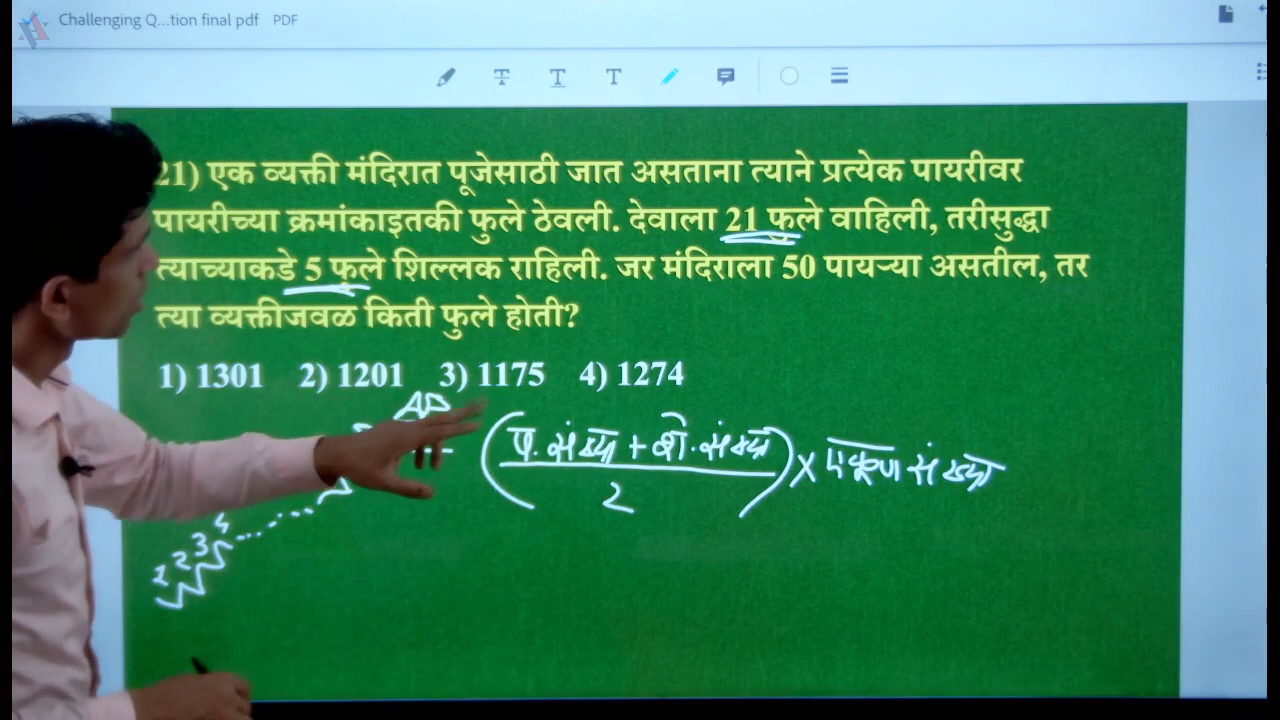 Challenging Q...tion final pdf PDF
21) एक व्यक्ती मंदिरात पूजेसाठी जात असताना त्याने प्रत्येक पायरीवर
पायरीच्या क्रमांकाइतकी फुले ठेवली. देवाला 21 फुले वाहिली, तरीसुद्धा
त्याच्याकडे 5 फुले शिल्लक राहिली. जर मंदिराला 50 पायऱ्या असतील, तर
त्या व्यक्तीजवळ किती फुले होती?
1) 1301 2) 1201 3) 1175 4) 1274
(प. संख्या + शे. संख्या / 2) × एकूण संख्या
1 2 3 4 ...